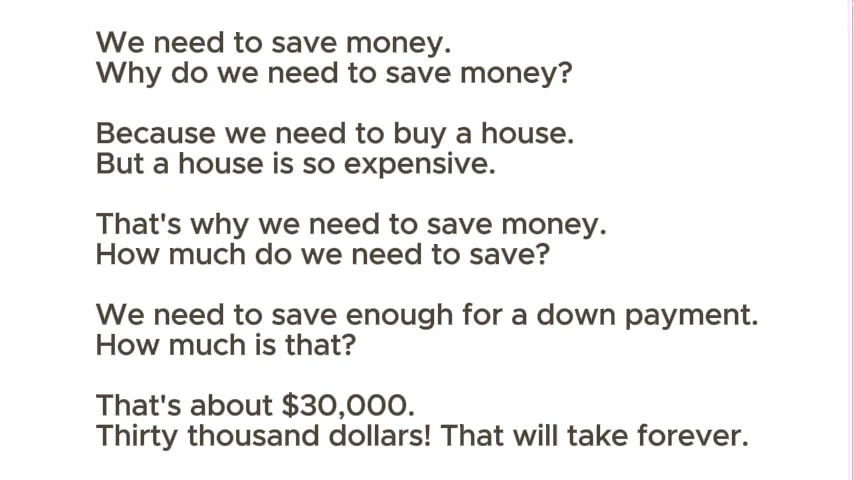 We need to save money.
Why do we need to save money?
Because we need to buy a house.
But a house is so expensive.
That's why we need to save money.
How much do we need to save?
We need to save enough for a down payment.
How much is that?
That's about $30,000.
Thirty thousand dollars! That will take forever.